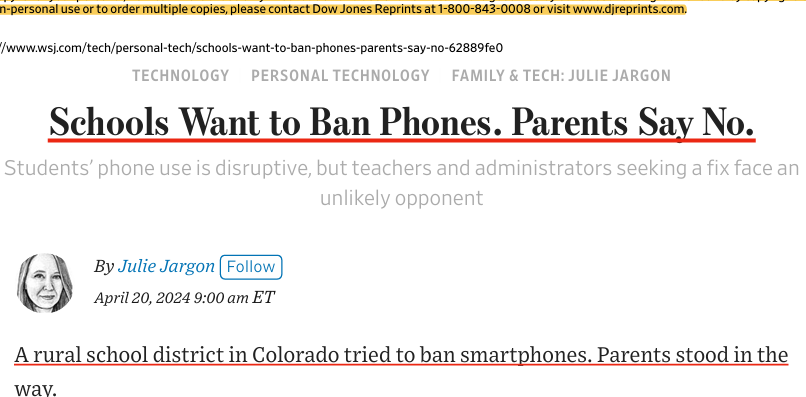 n-personal use or to order multiple copies, please contact Dow Jones Reprints at 1-800-843-0008 or visit www.djreprints.com.
//www.wsj.com/tech/personal-tech/schools-want-to-ban-phones-parents-say-no-62889fe0
TECHNOLOGY PERSONAL TECHNOLOGY FAMILY & TECH: JULIE JARGON
Schools Want to Ban Phones. Parents Say No.
Students’ phone use is disruptive, but teachers and administrators seeking a fix face an
unlikely opponent
By Julie Jargon Follow
April 20, 2024 9:00 am ET
A rural school district in Colorado tried to ban smartphones. Parents stood in the
way.